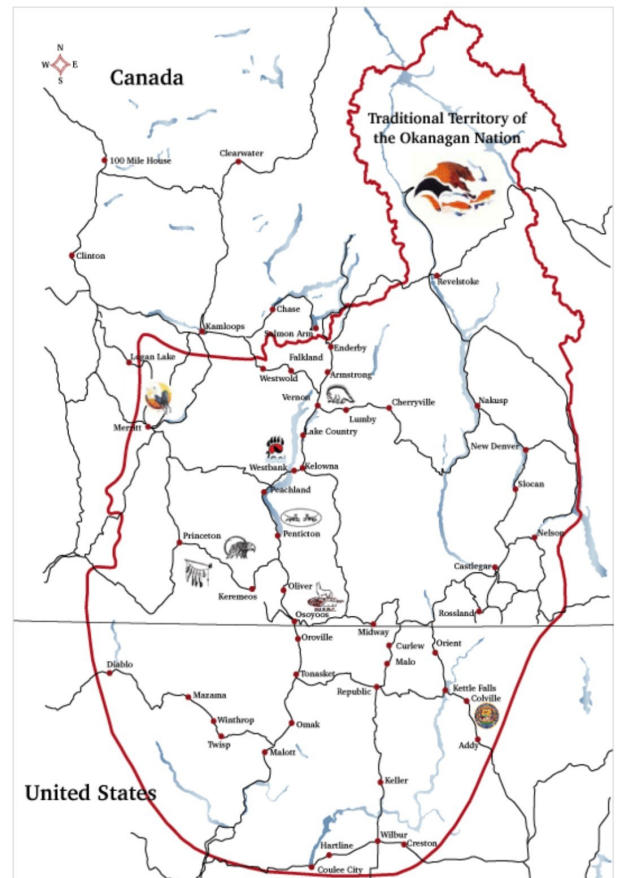 N
W E
S
Canada
Traditional Territory of
the Okanagan Nation
100 Mile House
Clearwater
Clinton
Revelstoke
Chase
Kamloops
Salmon Arm
Enderby
Logan Lake
Falkland
Westwold
Armstrong
Vernon
Cherryville
Nakusp
Lumby
Merritt
Lake Country
New Denver
Westbank
Kelowna
Slocan
Peachland
Princeton
Penticton
Nelson
Castlegar
Oliver
Keremeos
Rossland
Osoyoos
Midway
Oroville
Curlew
Orient
Malo
Diablo
Tonasket
Republic
Kettle Falls
Mazama
Colville
Winthrop
Omak
Twisp
Addy
Malott
Keller
United States
Wilbur
Hartline
Creston
Coulee City